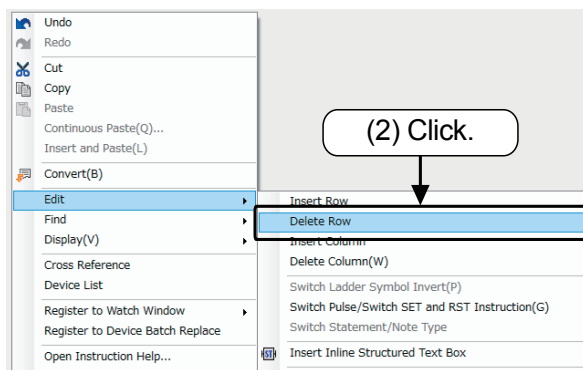 Undo
Redo
Cut
Copy
Paste
Continuous Paste(Q)...
Insert and Paste(L)
Convert(B)
Edit
Find
Display(V)
Cross Reference
Device List
Register to Watch Window
Register to Device Batch Replace
Open Instruction Help...
(2) Click.
Insert Row
Delete Row
Insert Column
Delete Column(W)
Switch Ladder Symbol Invert(P)
Switch Pulse/Switch SET and RST Instruction(G)
Switch Statement/Note Type
ST
Insert Inline Structured Text Box